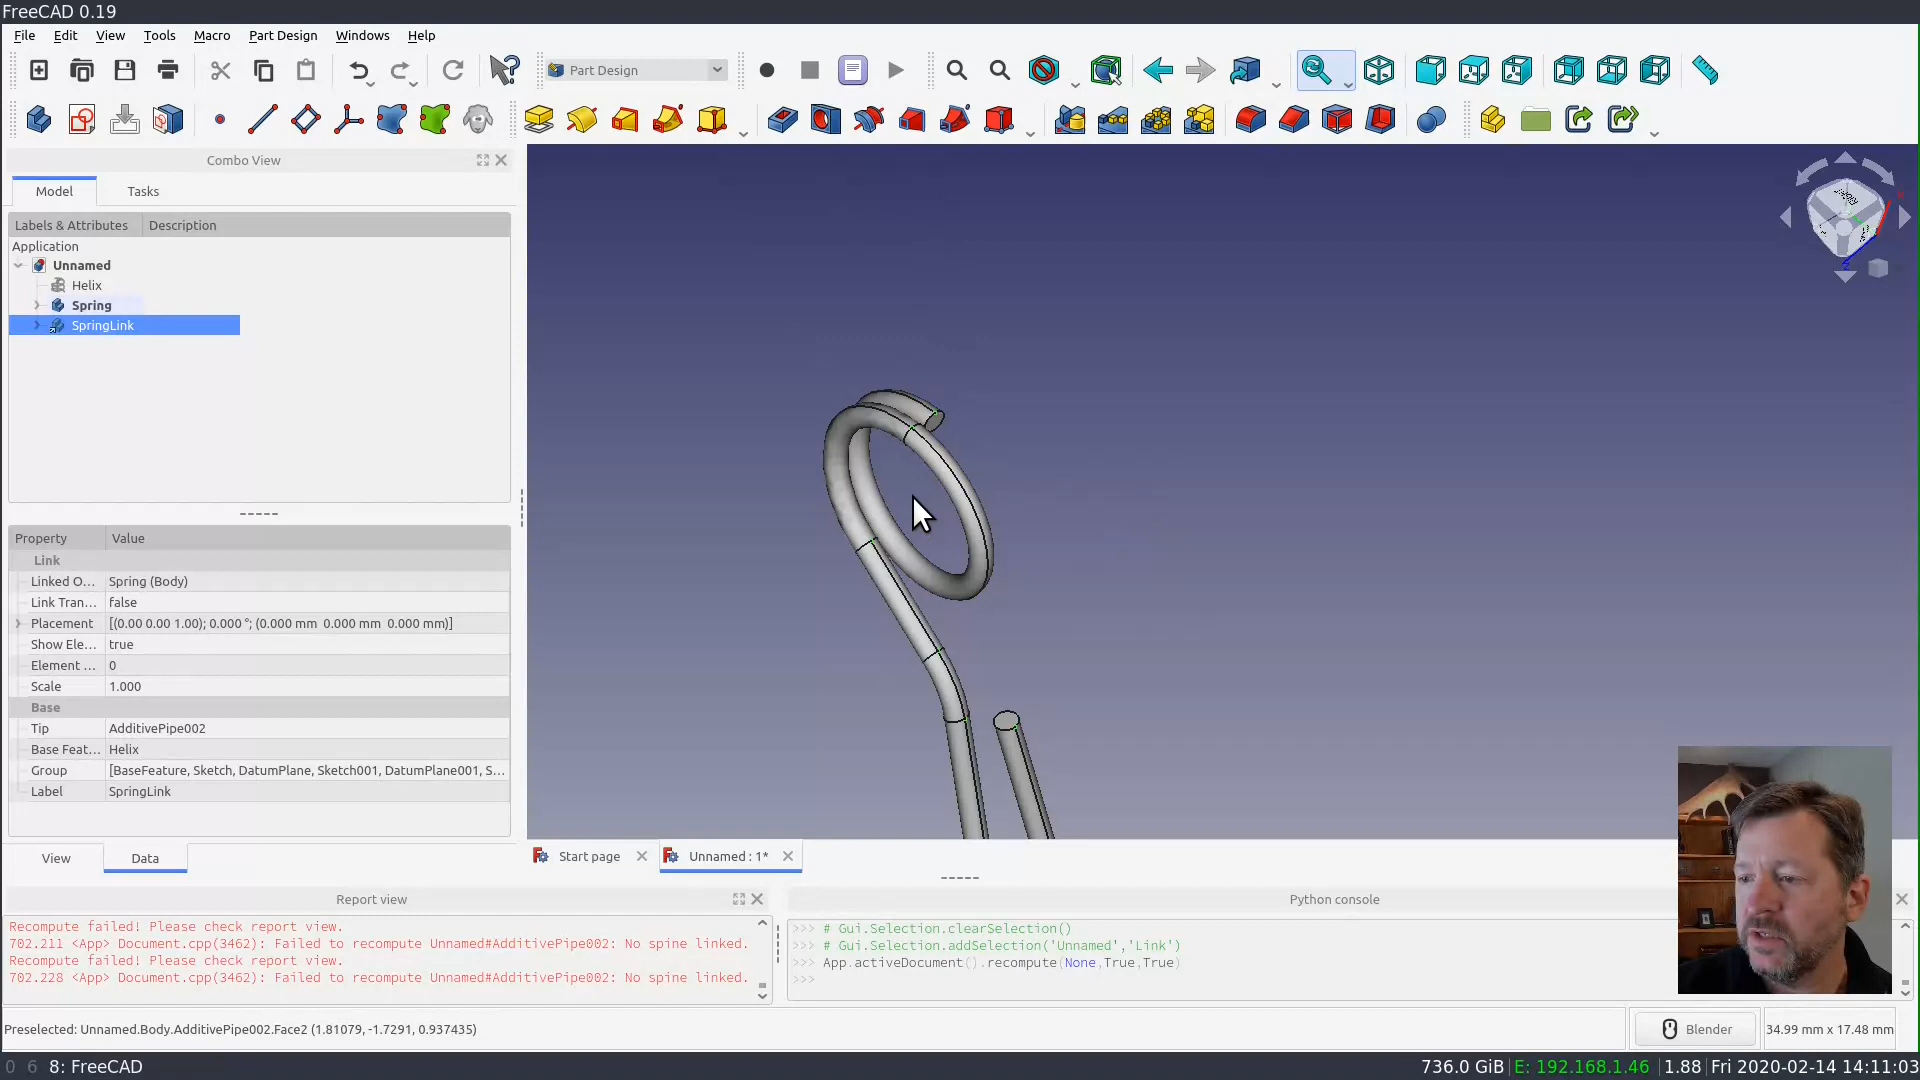 FreeCAD 0.19
File Edit View Tools Macro Part Design Windows Help
Part Design
Combo View
Model Tasks
Labels & Attributes Description
Application
Unnamed
Helix
Spring
SpringLink
Property Value
Link
Linked O... Spring (Body)
Link Tran... false
Placement [(0.00 0.00 1.00); 0.000 °; (0.000 mm 0.000 mm 0.000 mm)]
Show Ele... true
Element ... 0
Scale 1.000
Base
Tip AdditivePipe002
Base Feat... Helix
Group [BaseFeature, Sketch, DatumPlane, Sketch001, DatumPlane001, S...
Label SpringLink
View Data
Start page Unnamed : 1*
Report view
Recompute failed! Please check report view.
702.211 <App> Document.cpp(3462): Failed to recompute Unnamed#AdditivePipe002: No spine linked.
Recompute failed! Please check report view.
702.228 <App> Document.cpp(3462): Failed to recompute Unnamed#AdditivePipe002: No spine linked.
Python console
>>> # Gui.Selection.clearSelection()
>>> # Gui.Selection.addSelection('Unnamed','Link')
>>> App.activeDocument().recompute(None,True,True)
>>>
Preselected: Unnamed.Body.AdditivePipe002.Face2 (1.81079, -1.7291, 0.937435)
Blender
34.99 mm x 17.48 mm
0 6 8: FreeCAD
736.0 GiB | E: 192.168.1.46 | 1.88 | Fri 2020-02-14 14:11:03